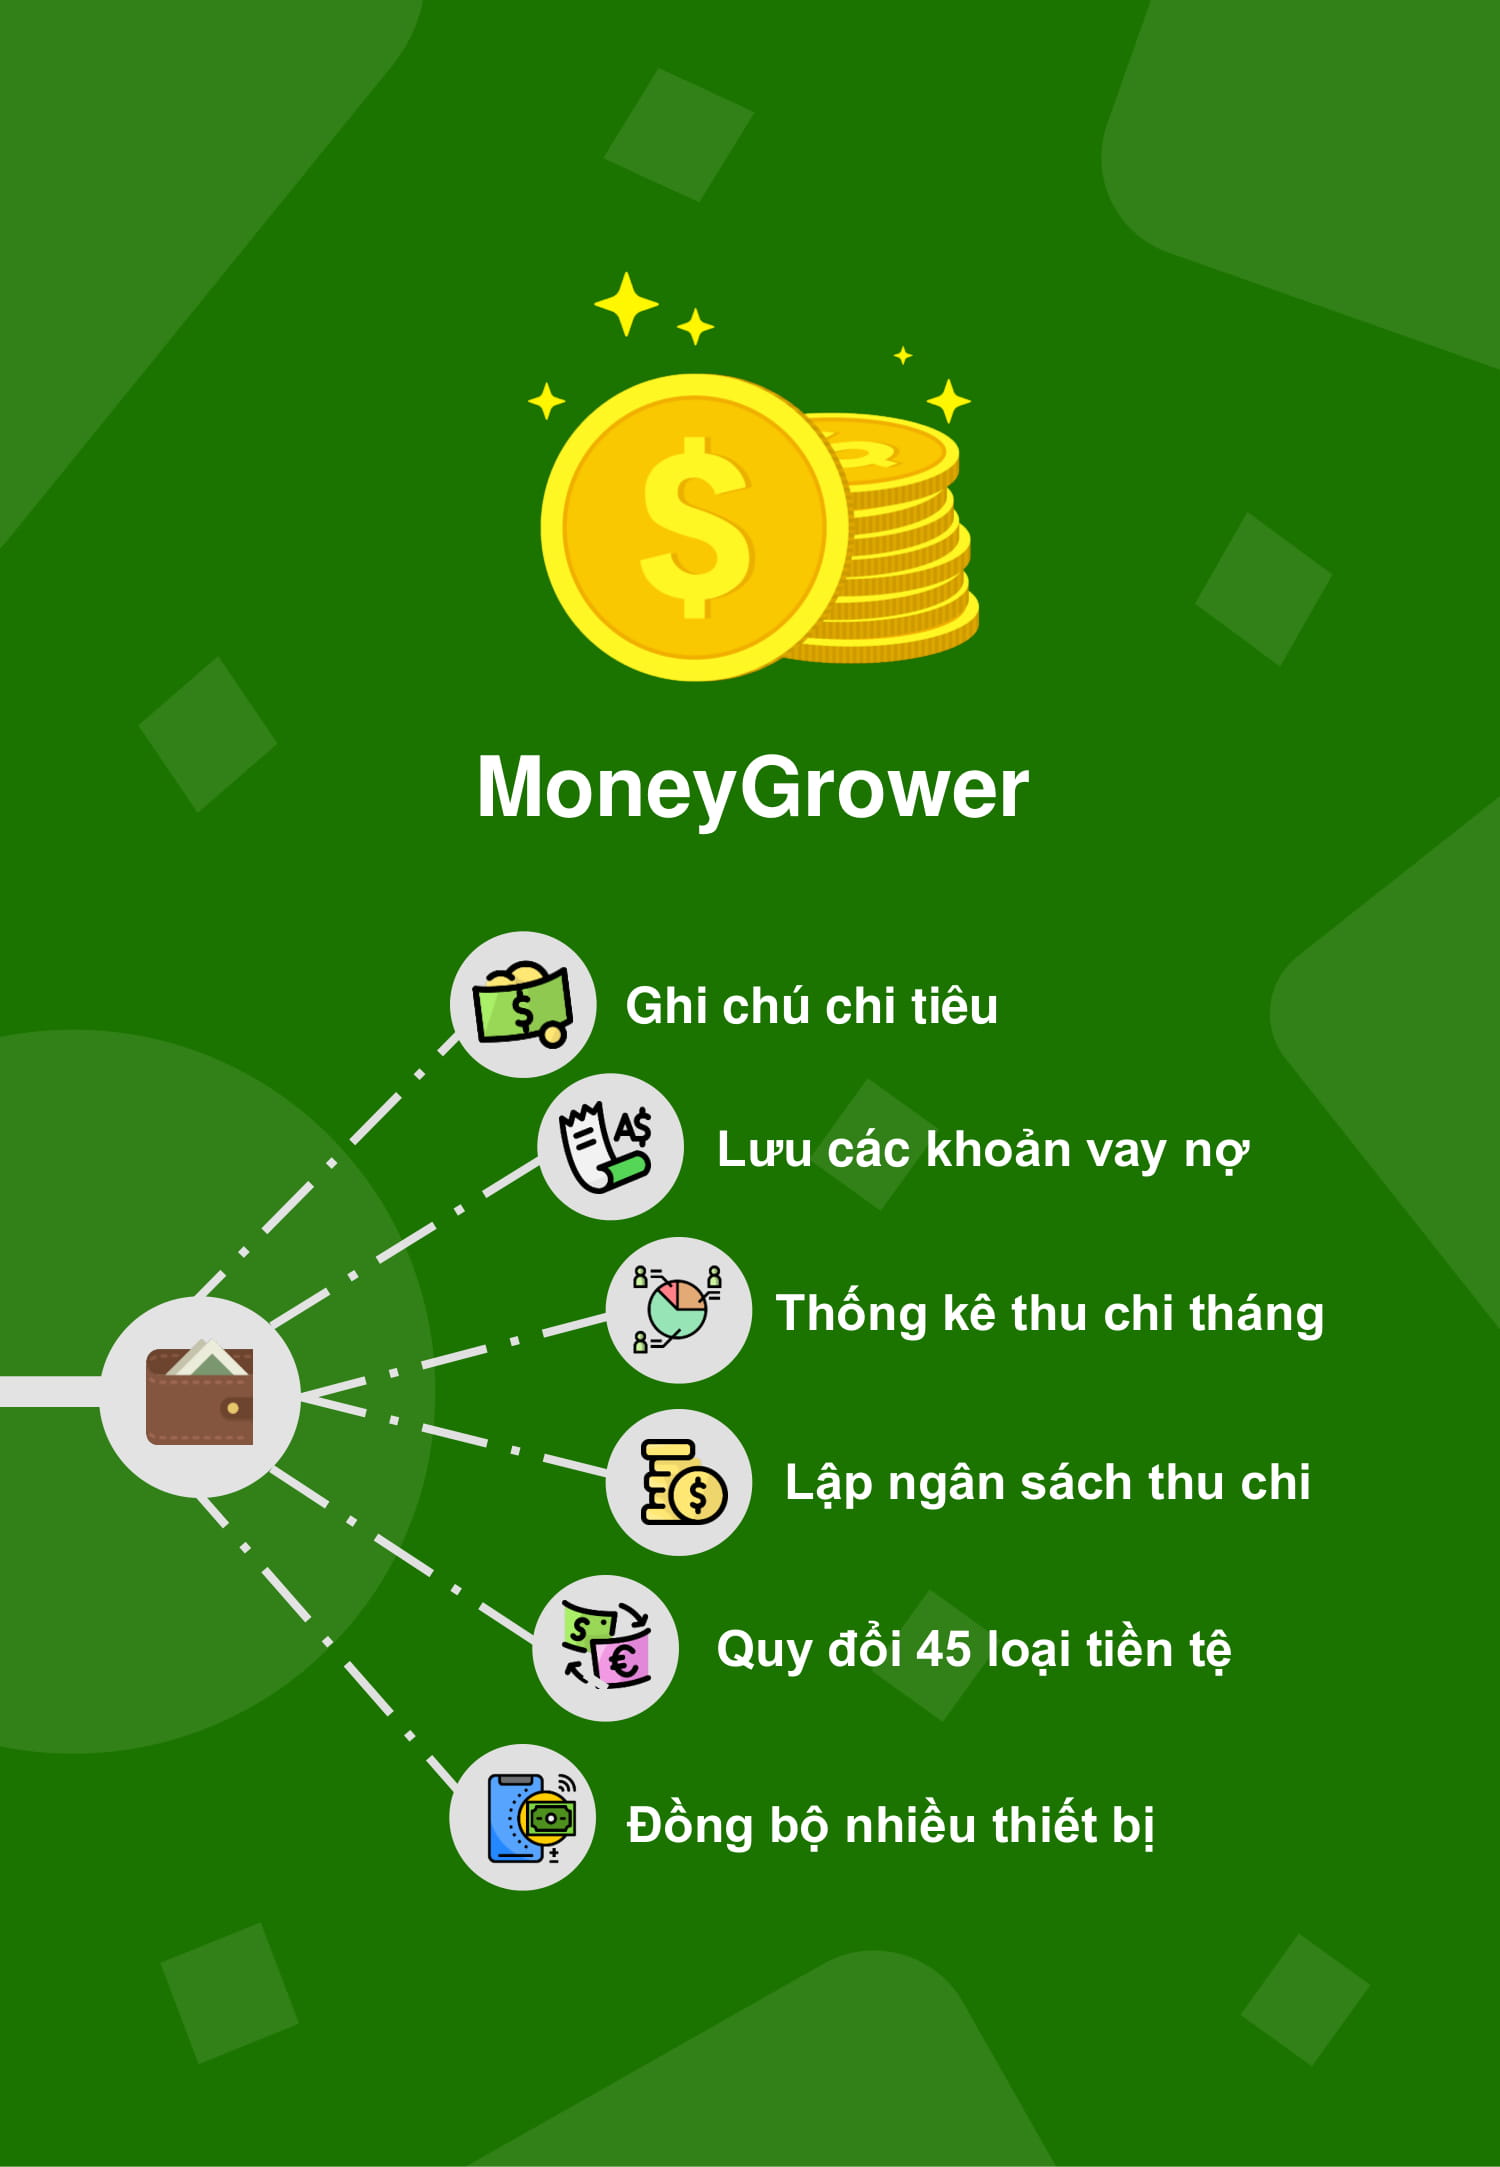 MoneyGrower
Ghi chú chi tiêu
Lưu các khoản vay nợ
Thống kê thu chi tháng
Lập ngân sách thu chi
Quy đổi 45 loại tiền tệ
Đồng bộ nhiều thiết bị